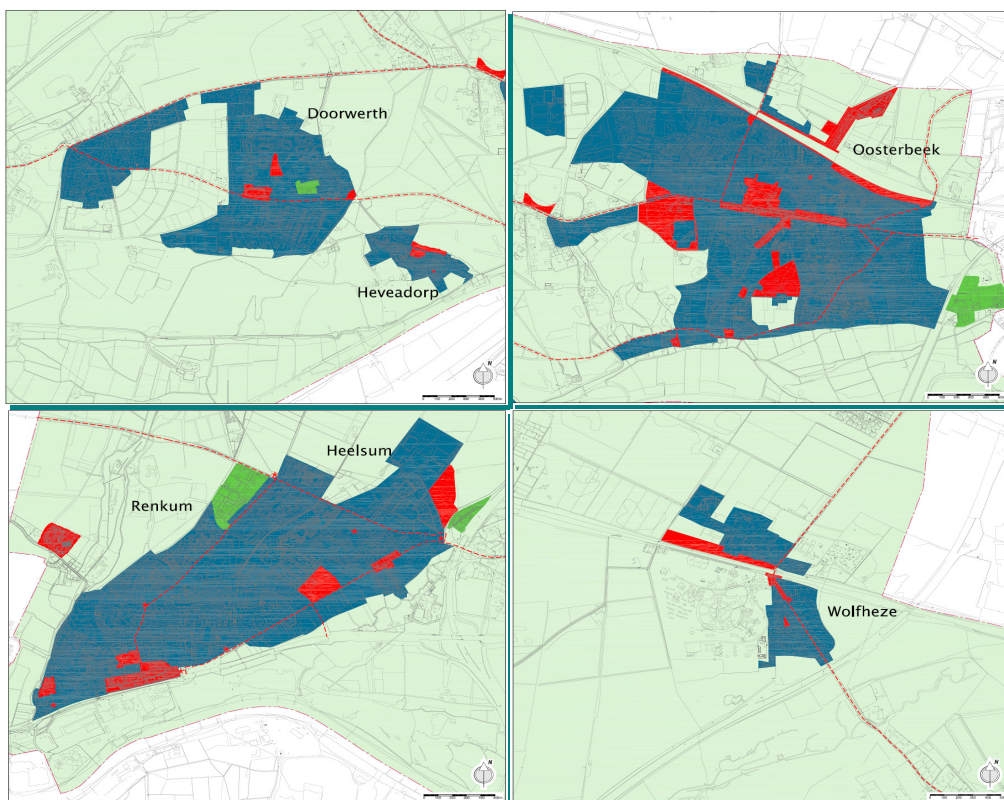 Doorwerth
Heveadorp
N
Oosterbeek
N
Heelsum
Renkum
N
Wolfheze
N